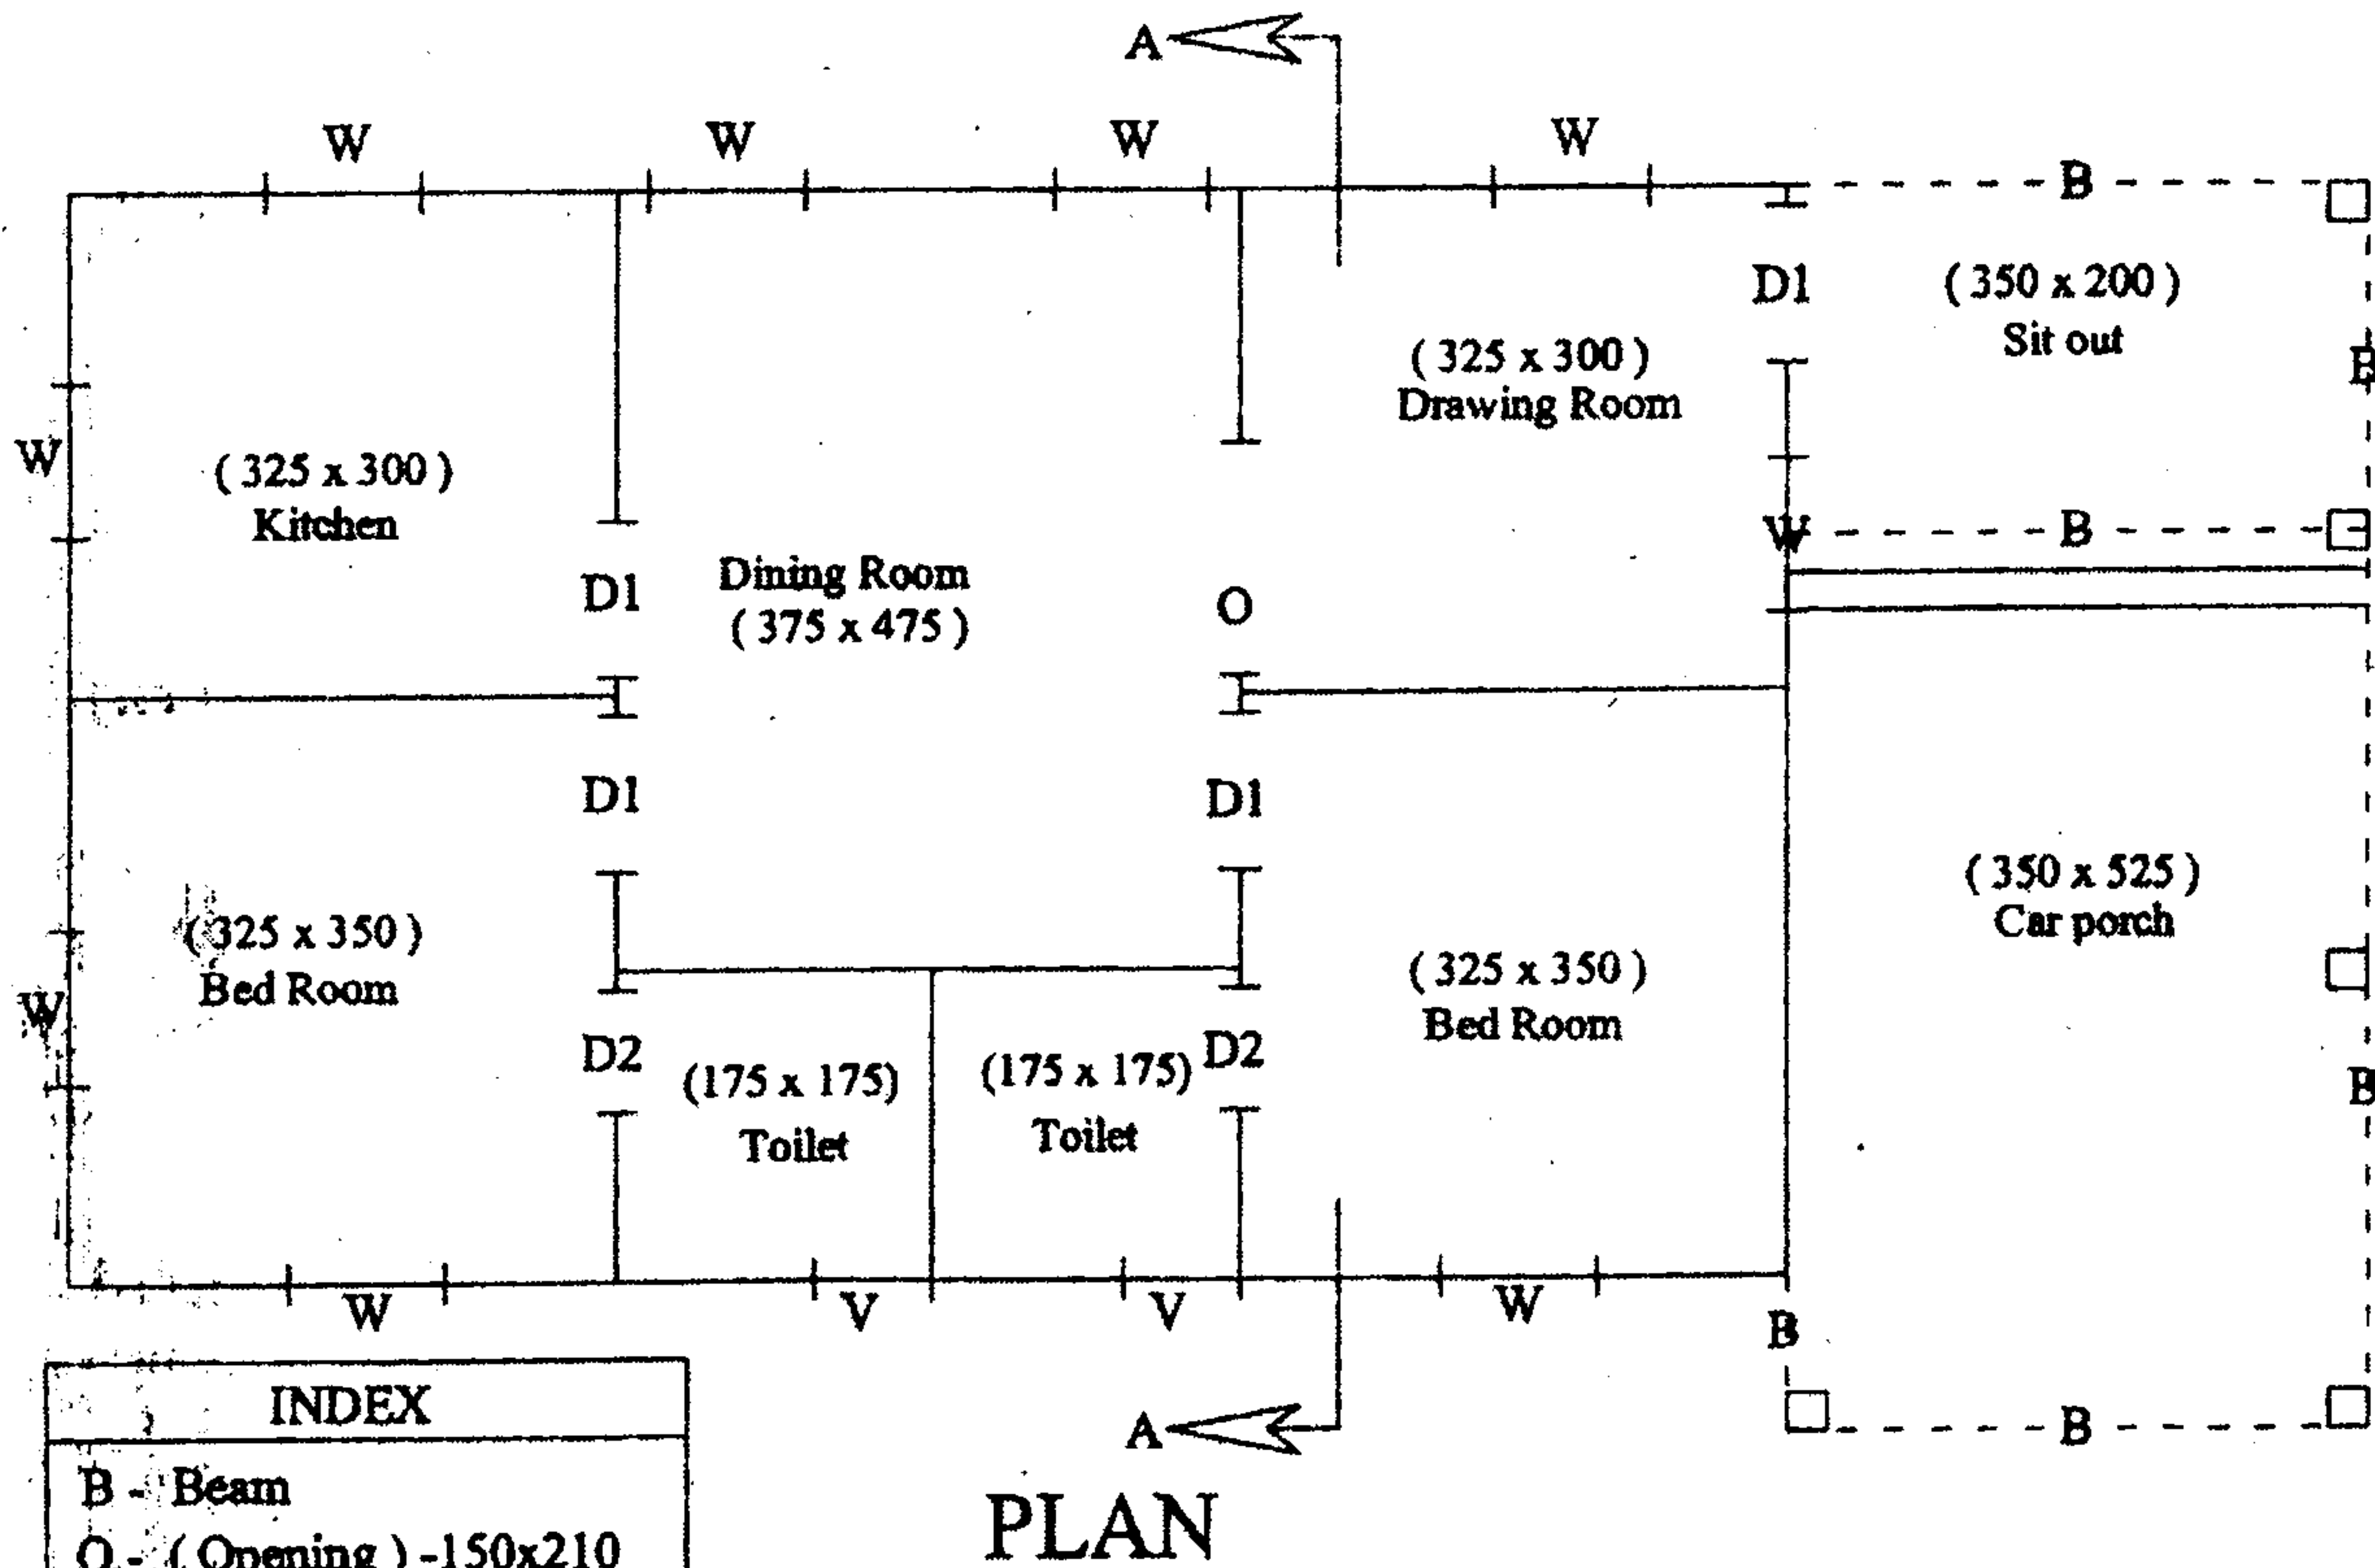 A
W W W W
B
D1
( 350 x 200 )
Sit out
( 325 x 300 )
Drawing Room
B
W
( 325 x 300 )
Kitchen
W B
D1
Dining Room
( 375 x 475 )
O
D1
D1
( 350 x 525 )
Car porch
( 325 x 350 )
Bed Room
( 325 x 350 )
Bed Room
W
D2
(175 x 175)
Toilet
(175 x 175)
Toilet
D2
B
W V V W
B
A
B
INDEX
B - Beam
O - ( Opening ) -150x210
PLAN